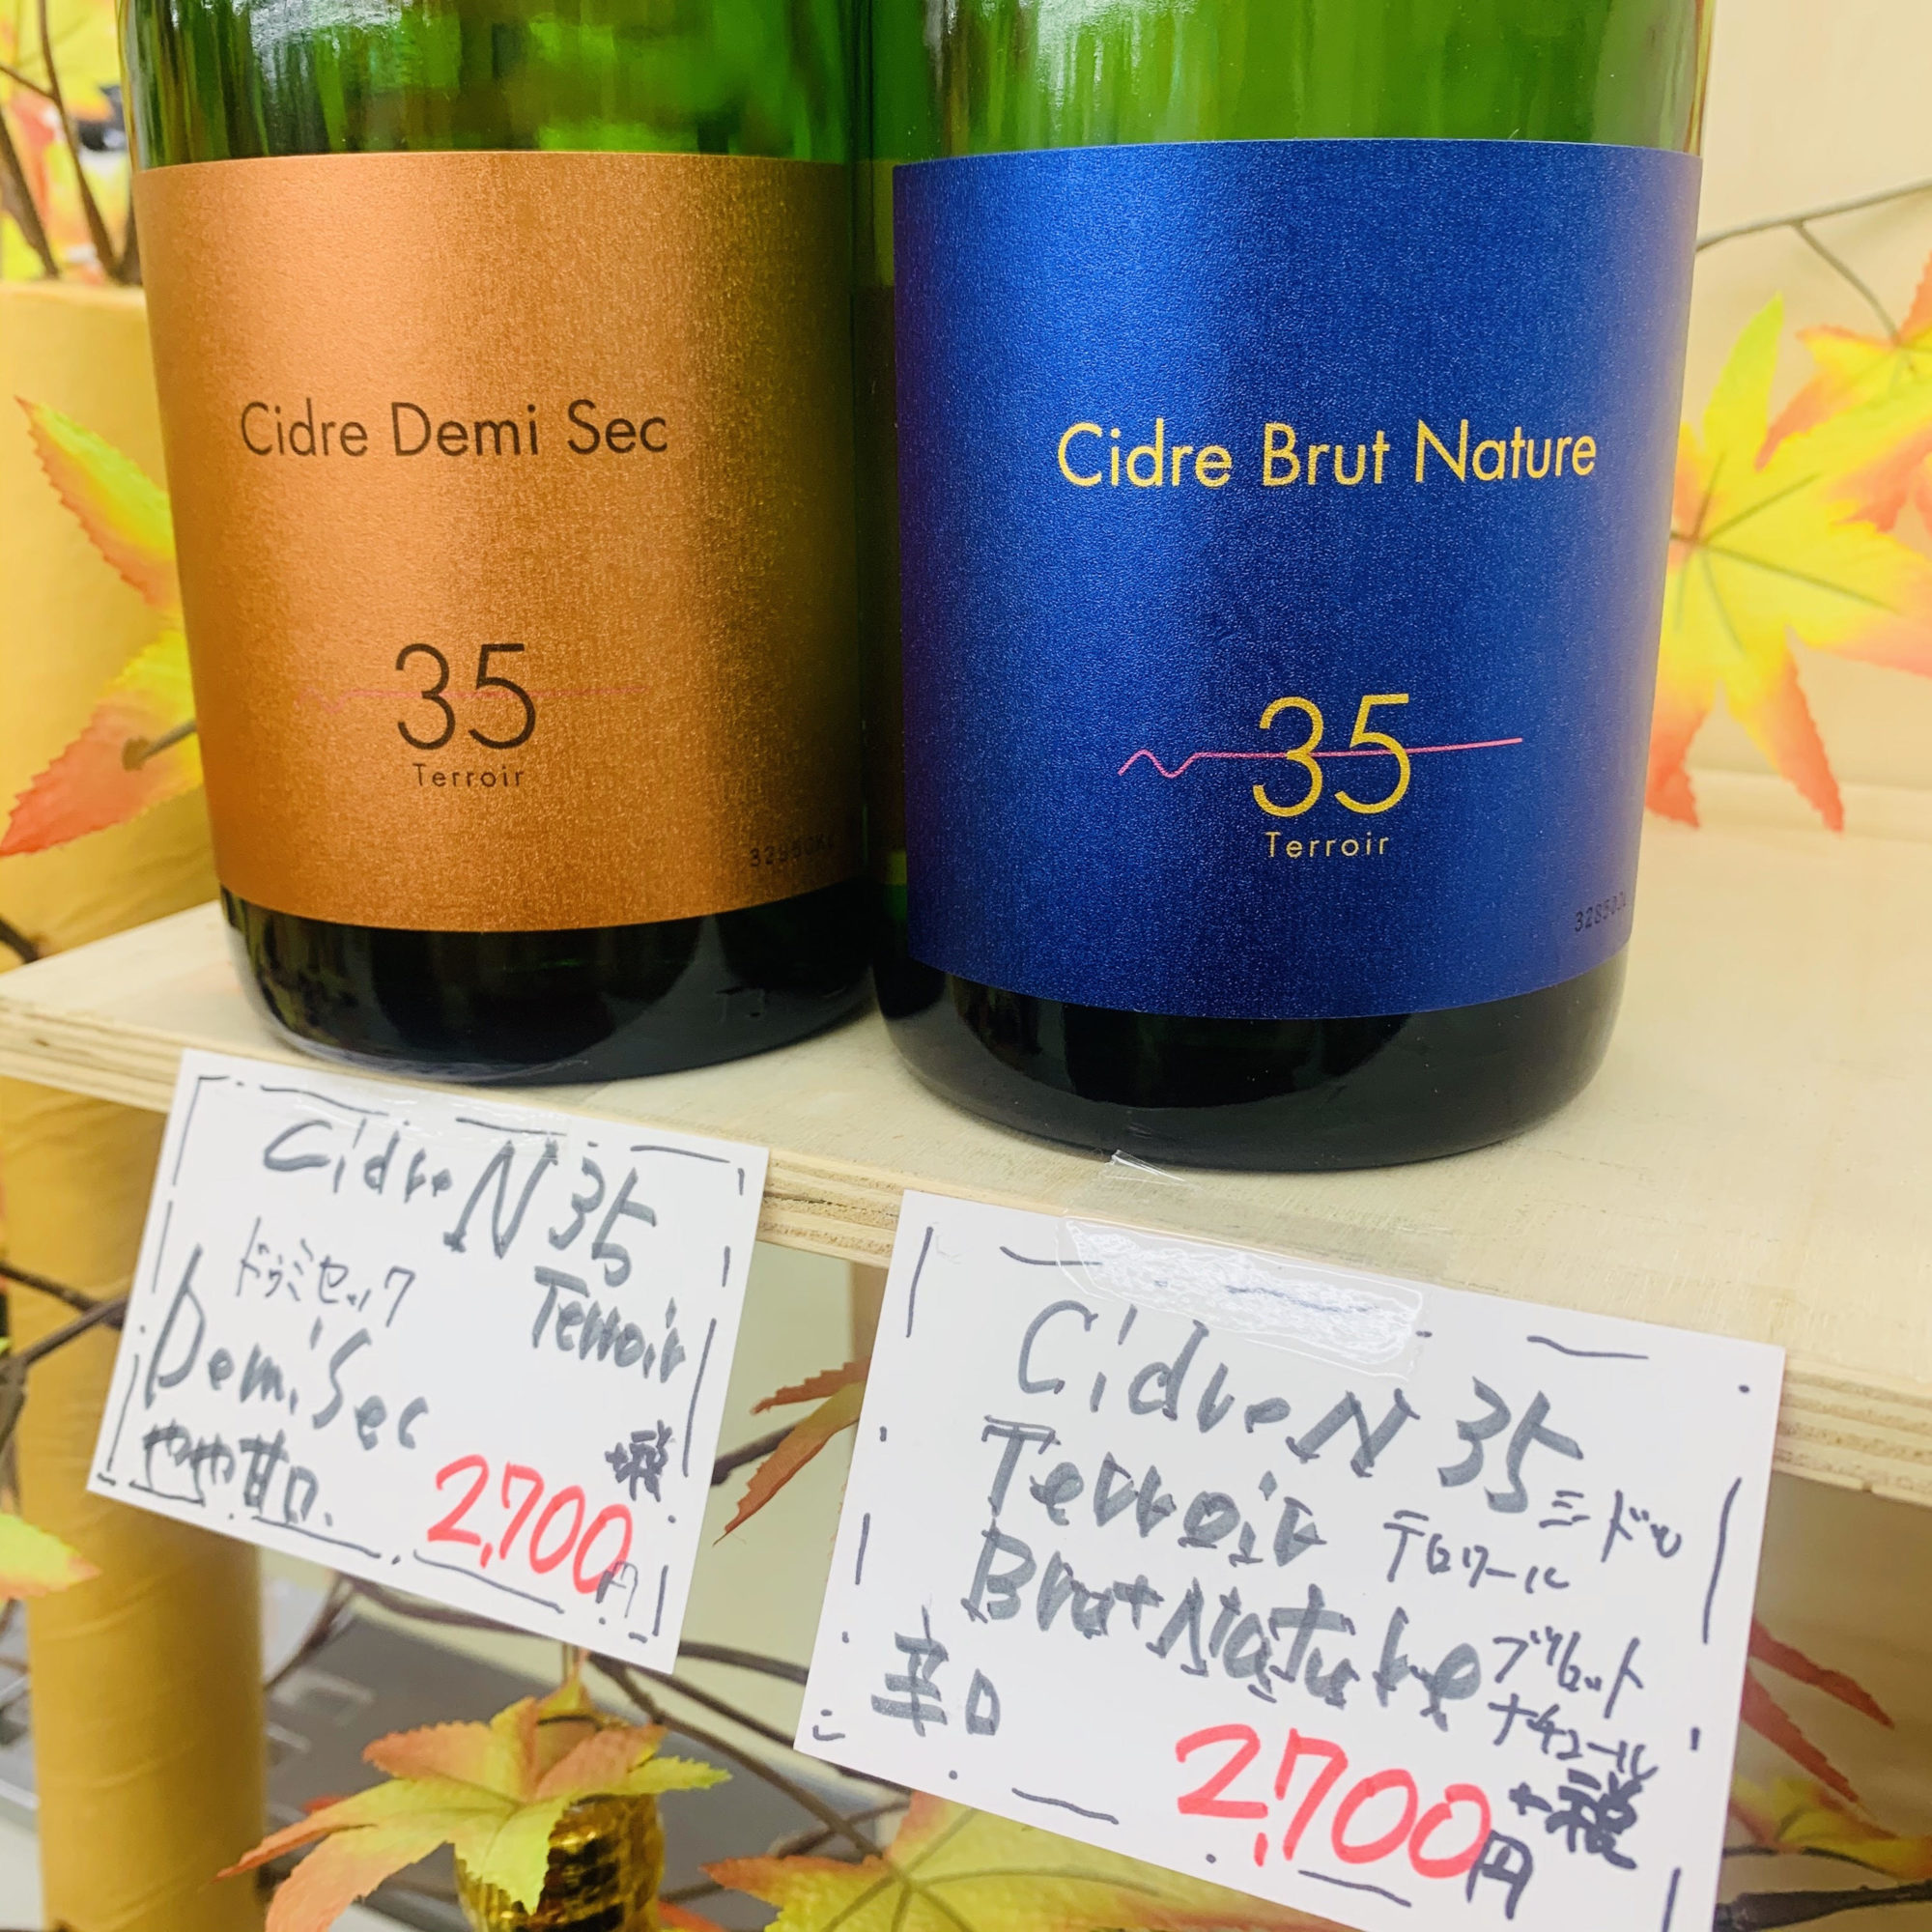 Cidre Demi Sec
35
Terroir
Cidre Brut Nature
35
Terroir
Cidre N 35
ドゥミセック
Terroir
Demi Sec
やや甘口.
2,700円
+税
Cidre N 35 ミドゥ
Terroir テロワール
Brut Nature ブリュット
ナチュール
辛口
2,700円
+税